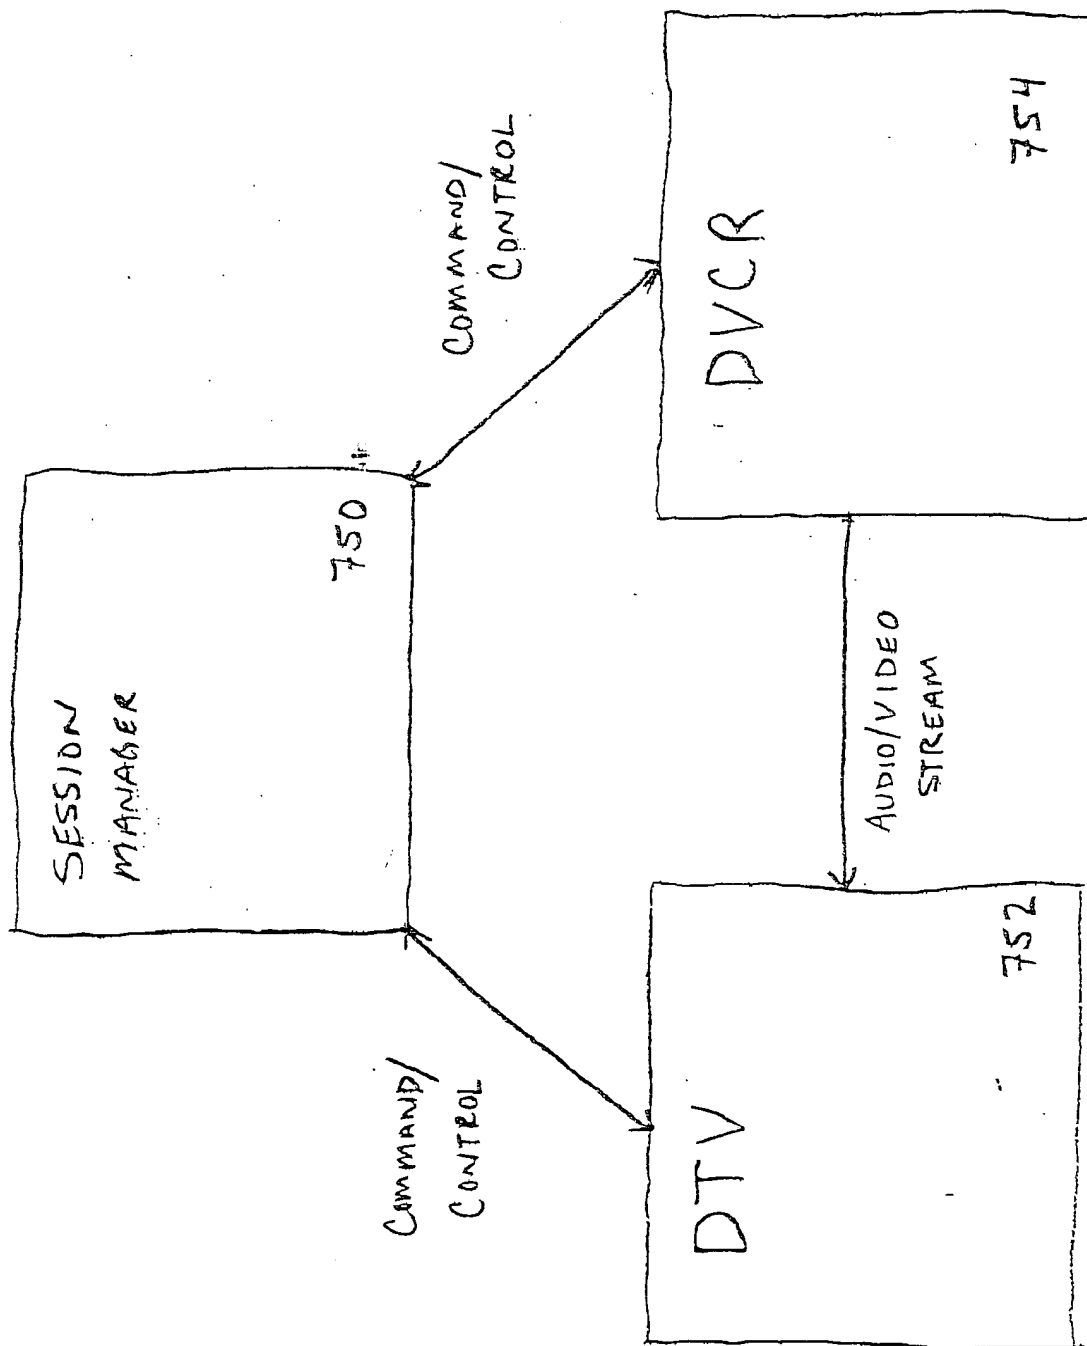 SESSION
MANAGER
750
COMMAND/
CONTROL
COMMAND/
CONTROL
DTV
752
AUDIO/VIDEO
STREAM
DVCR
754